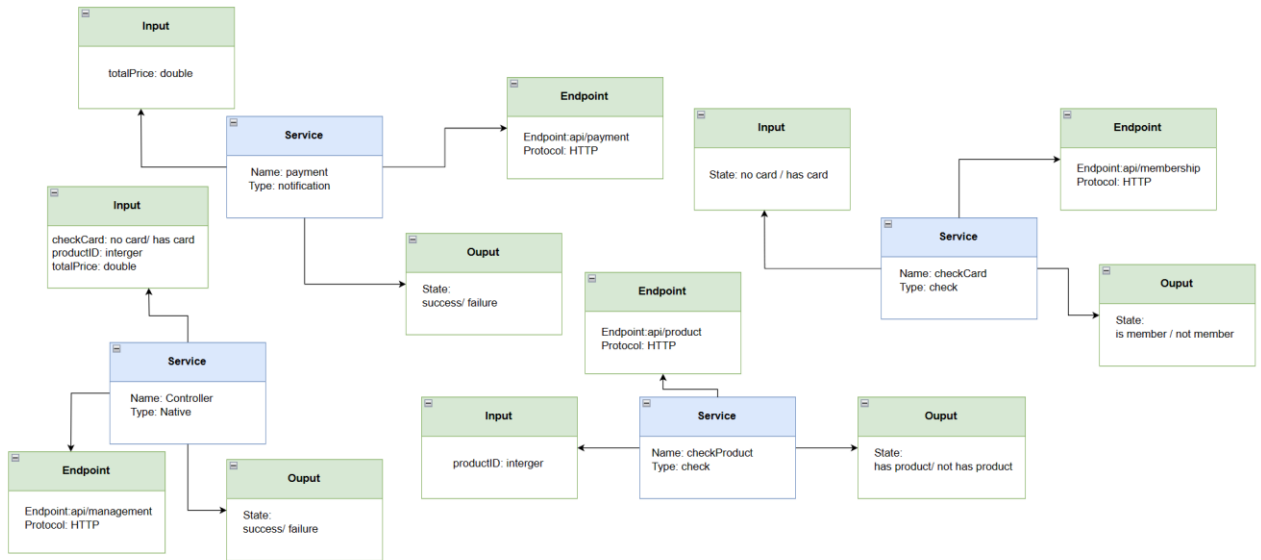 Input
totalPrice: double
Service
Name: payment
Type: notification
Endpoint
Endpoint:api/payment
Protocol: HTTP
Ouput
State:
success/ failure
Input
checkCard: no card/ has card
productID: interger
totalPrice: double
Service
Name: Controller
Type: Native
Endpoint
Endpoint:api/management
Protocol: HTTP
Ouput
State:
success/ failure
Endpoint
Endpoint:api/product
Protocol: HTTP
Input
productID: interger
Service
Name: checkProduct
Type: check
Ouput
State:
has product/ not has product
Input
State: no card / has card
Endpoint
Endpoint:api/membership
Protocol: HTTP
Service
Name: checkCard
Type: check
Ouput
State:
is member / not member